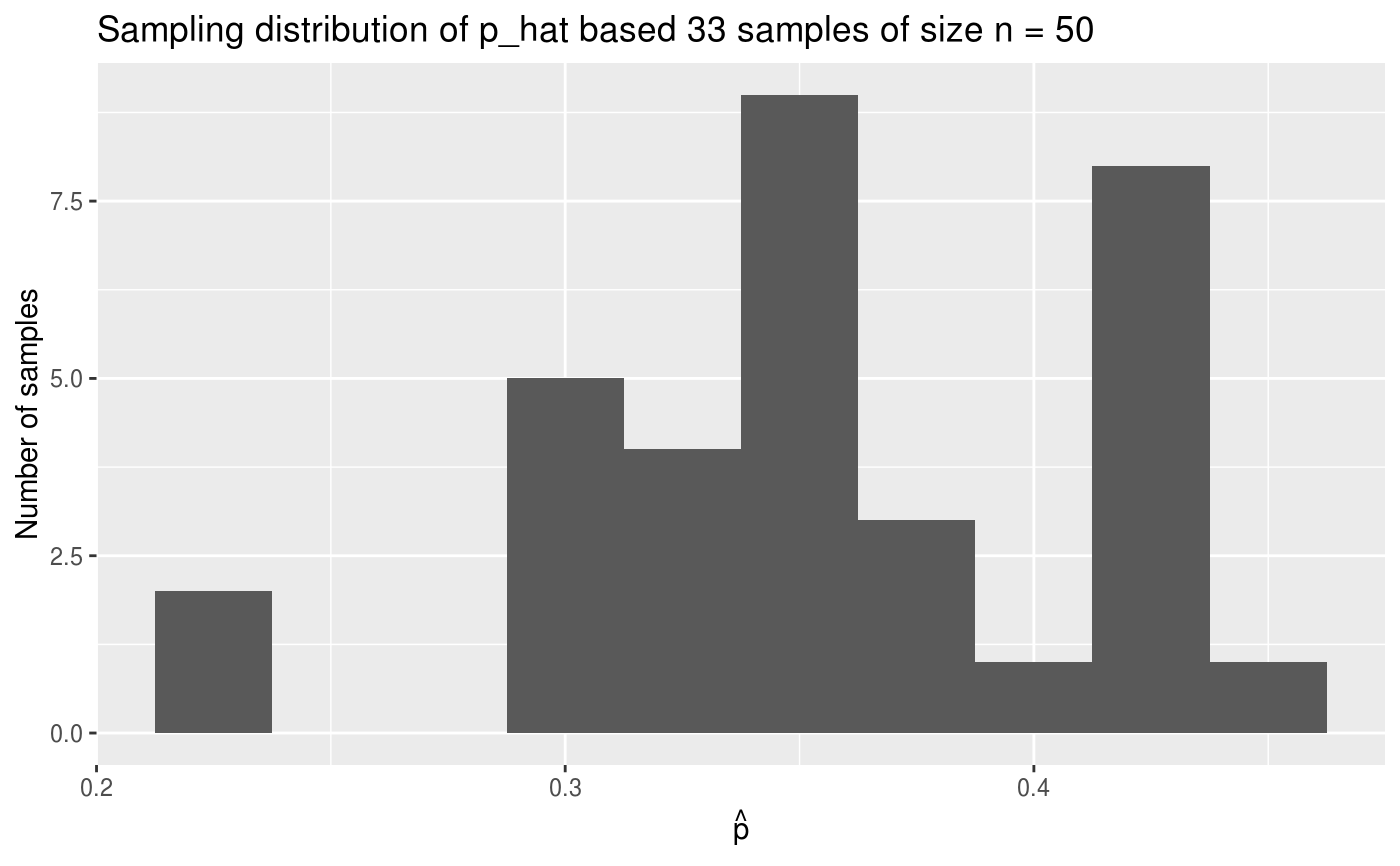 Sampling distribution of p_hat based 33 samples of size n = 50
Number of samples
7.5
5.0
2.5
0.0
0.2 0.3 0.4
p̂